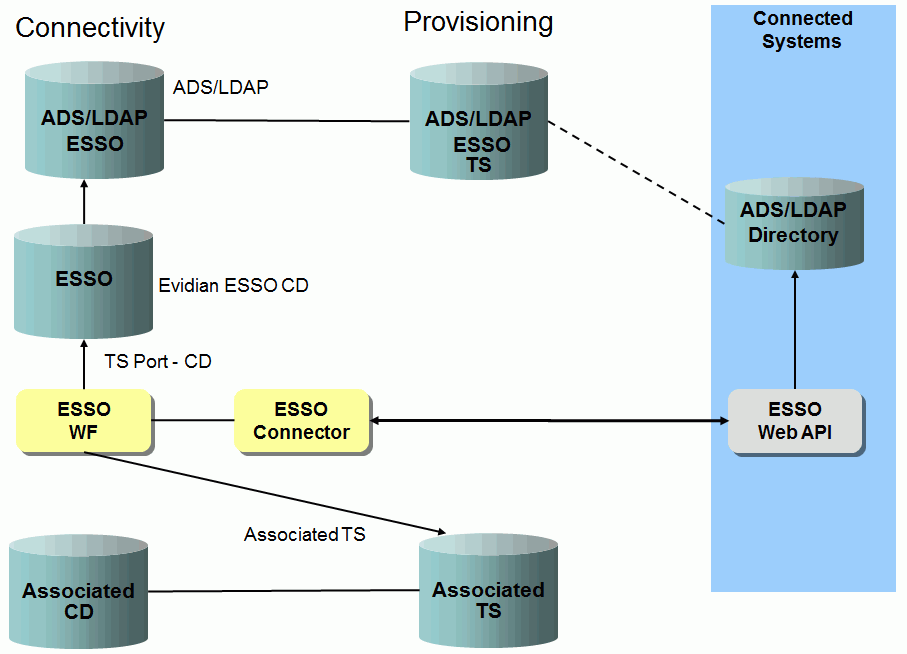 Connectivity
Provisioning
Connected
Systems
ADS/LDAP
ESSO
ADS/LDAP
ADS/LDAP
ESSO
TS
ADS/LDAP
Directory
ESSO
Evidian ESSO CD
TS Port - CD
ESSO
WF
ESSO
Connector
ESSO
Web API
Associated TS
Associated
CD
Associated
TS